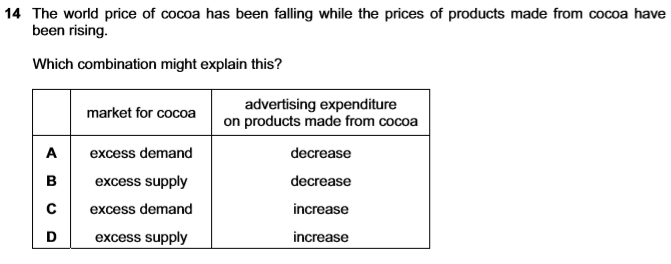 14 The world price of cocoa has been falling while the prices of products made from cocoa have
been rising.
Which combination might explain this?
market for cocoa
advertising expenditure
on products made from cocoa
A excess demand decrease
B excess supply decrease
C excess demand increase
D excess supply increase